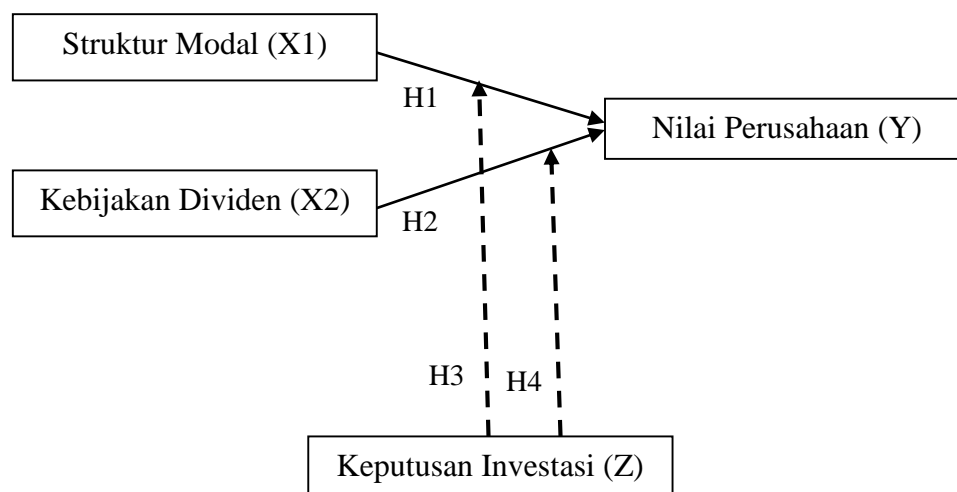 Struktur Modal (X1)
H1
Nilai Perusahaan (Y)
Kebijakan Dividen (X2)
H2
H3
H4
Keputusan Investasi (Z)